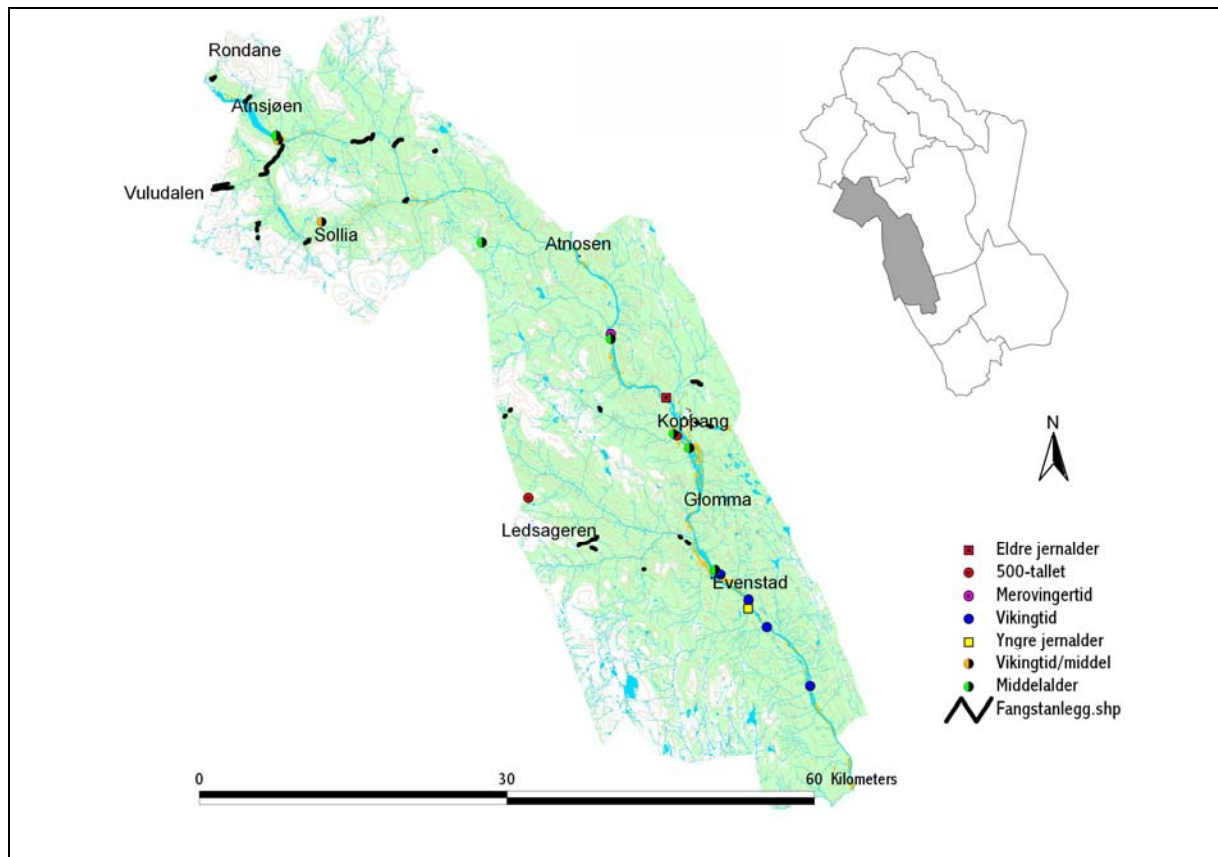 Rondane
Atnsjøen
Vuludalen
Sollia
Atnosen
Koppang
Glomma
Ledsageren
Evenstad
N
Eldre jernalder
500-tallet
Merovingertid
Vikingtid
Yngre jernalder
Vikingtid/middel
Middelalder
Fangstanlegg.shp
0 30 60 Kilometers